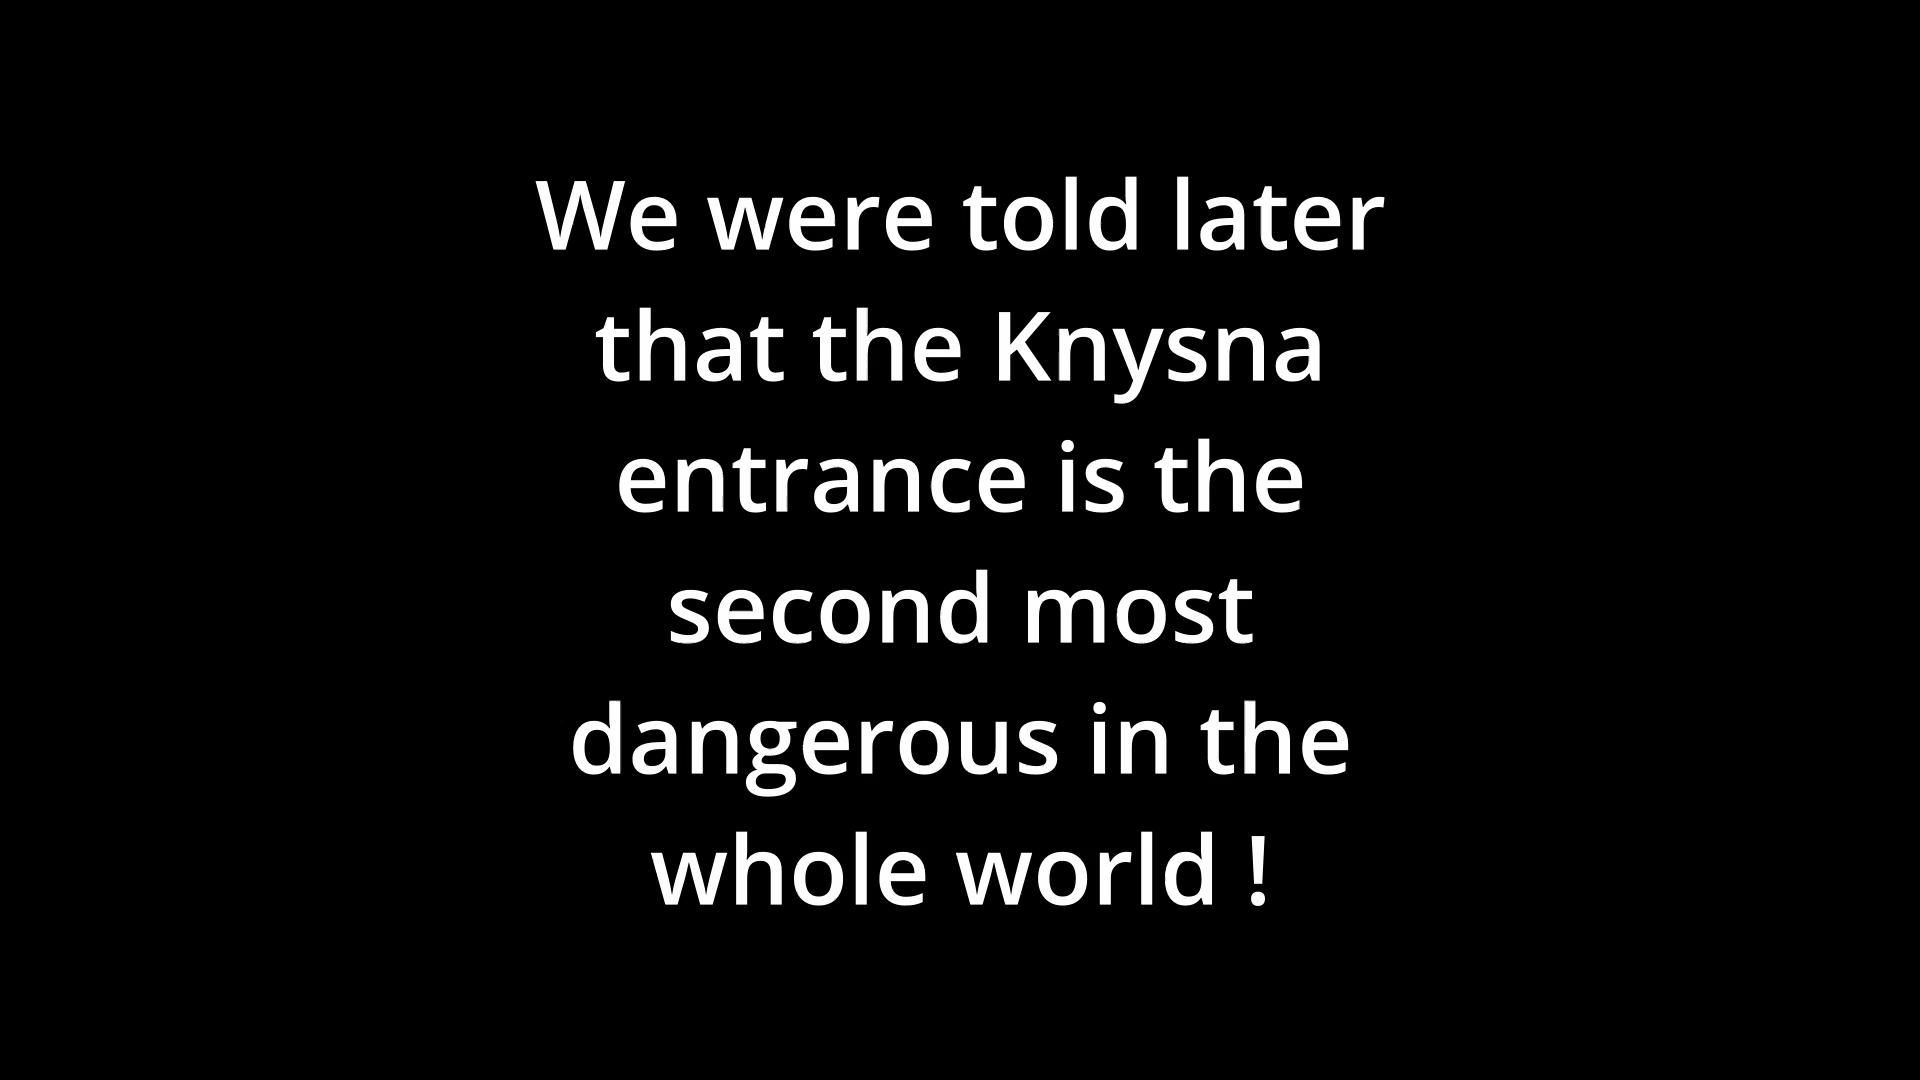 We were told later
that the Knysna
entrance is the
second most
dangerous in the
whole world !